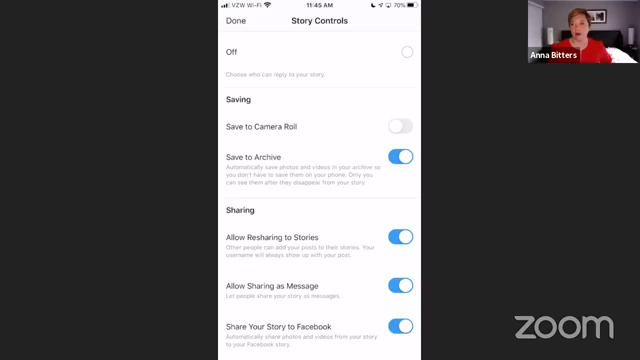 VZW Wi-Fi
11:45 AM
70%
Done
Story Controls
Off
Choose who can reply to your story.
Saving
Save to Camera Roll
Save to Archive
Automatically save photos and videos in your archive so
you don't have to save them on your phone. Only you
can see them after they disappear from your story.
Sharing
Allow Resharing to Stories
Other people can add your posts to their stories. Your
username will always show up with your post.
Allow Sharing as Message
Let people share your story as messages.
Share Your Story to Facebook
Automatically share photos and videos from your story
to your Facebook story.
Anna Bitters
zoom